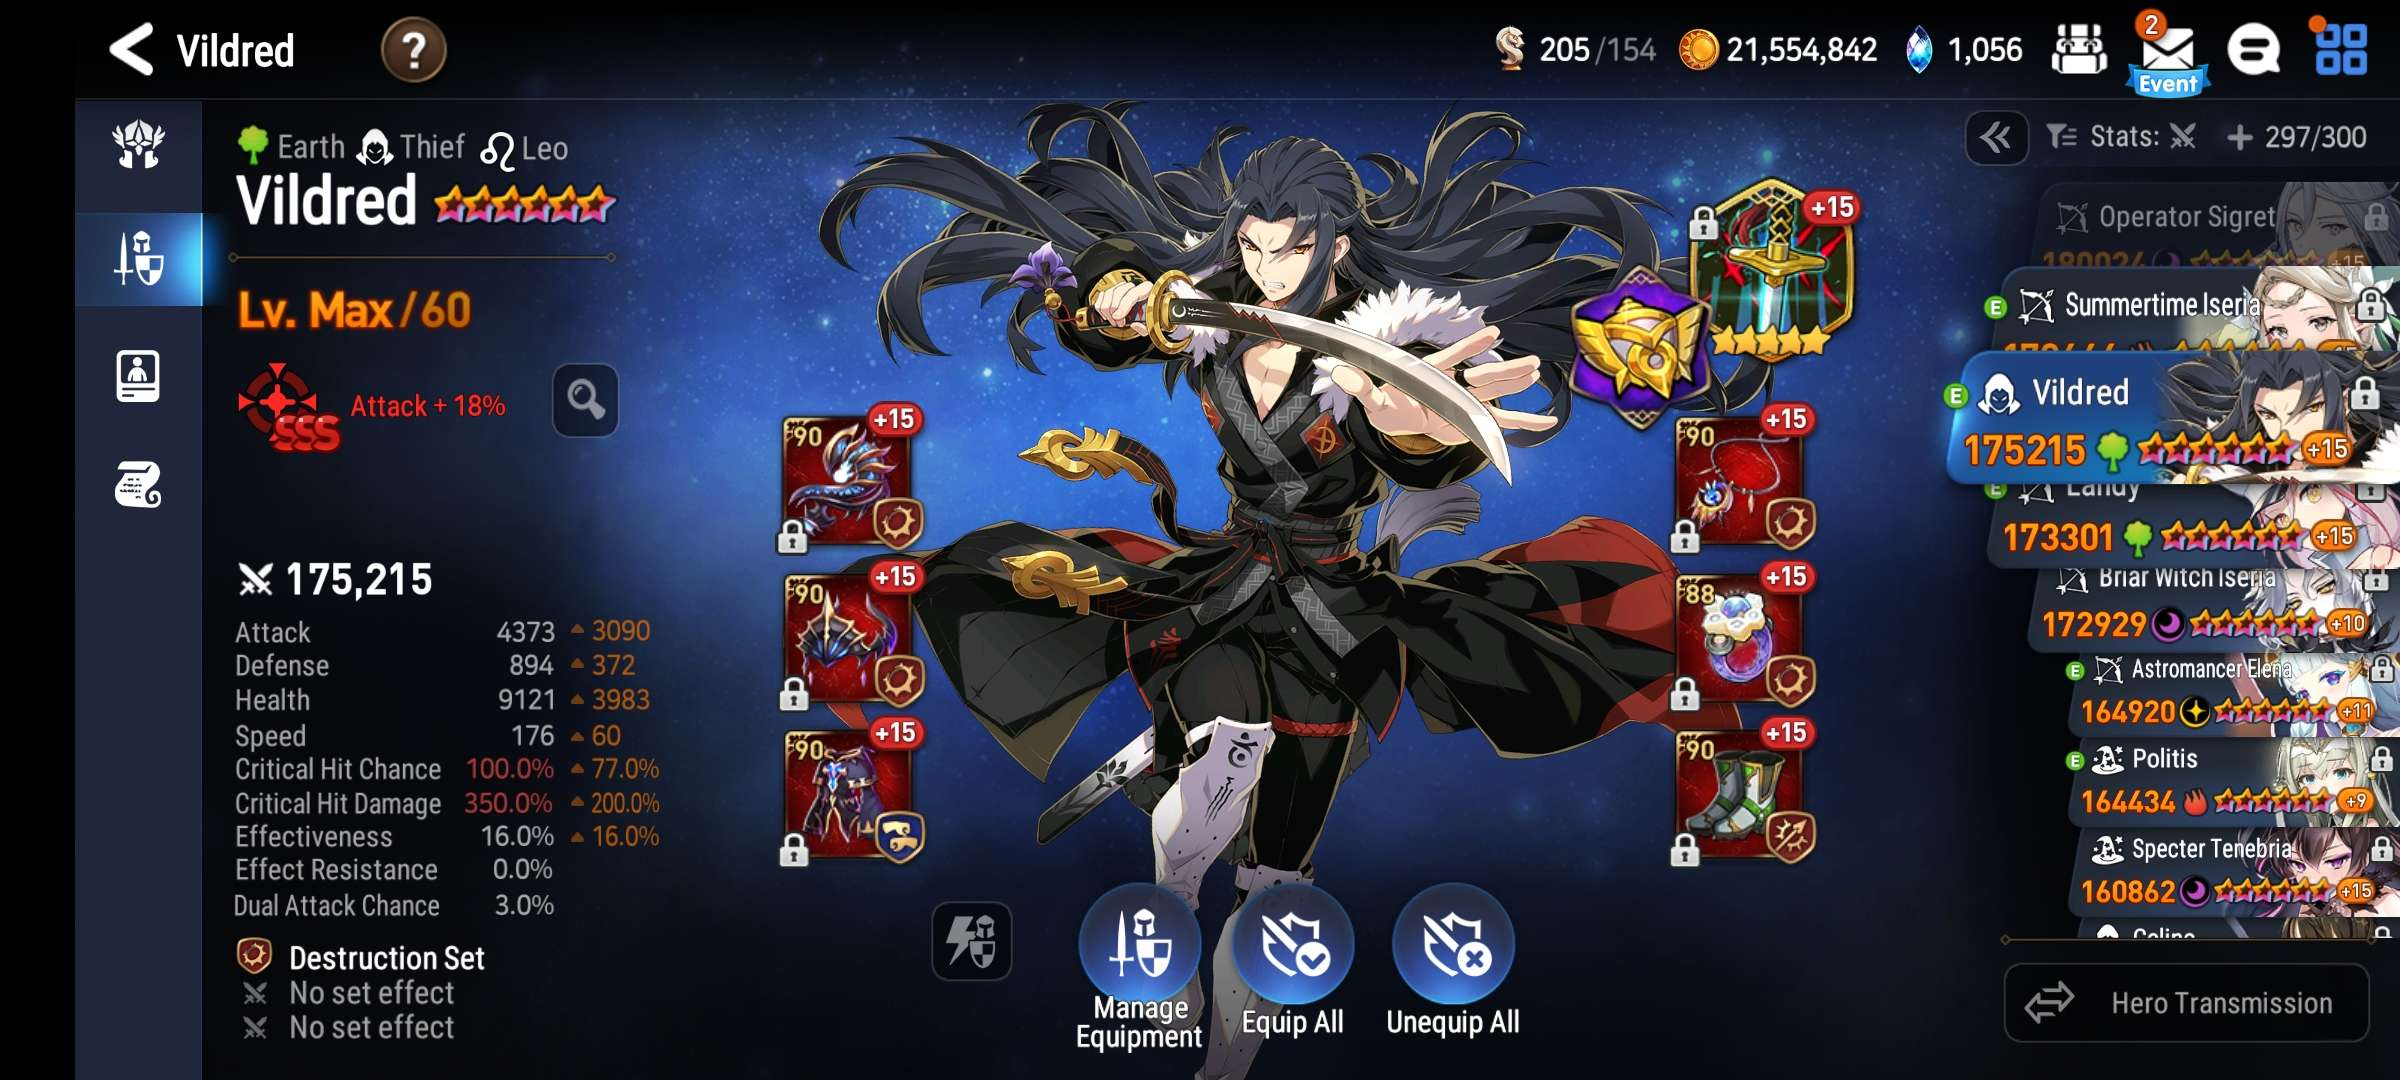 Vildred
?
205/154
21,554,842
1,056
2
Event
Earth Thief Leo
Vildred
Lv. Max/60
SSS
Attack + 18%
175,215
Attack 4373 3090
Defense 894 372
Health 9121 3983
Speed 176 60
Critical Hit Chance 100.0% 77.0%
Critical Hit Damage 350.0% 200.0%
Effectiveness 16.0% 16.0%
Effect Resistance 0.0%
Dual Attack Chance 3.0%
Destruction Set
No set effect
No set effect
+15
90 +15
90 +15
90 +15
90 +15
88 +15
90 +15
Manage Equipment
Equip All
Unequip All
Stats: + 297/300
Operator Sigret
180024 +15
E Summertime Iseria
E Vildred
175215 +15
E Landy
173301 +15
Briar Witch Iseria
172929 +10
E Astromancer Elena
164920 +11
E Politis
164434 +9
Specter Tenebria
160862 +15
Hero Transmission